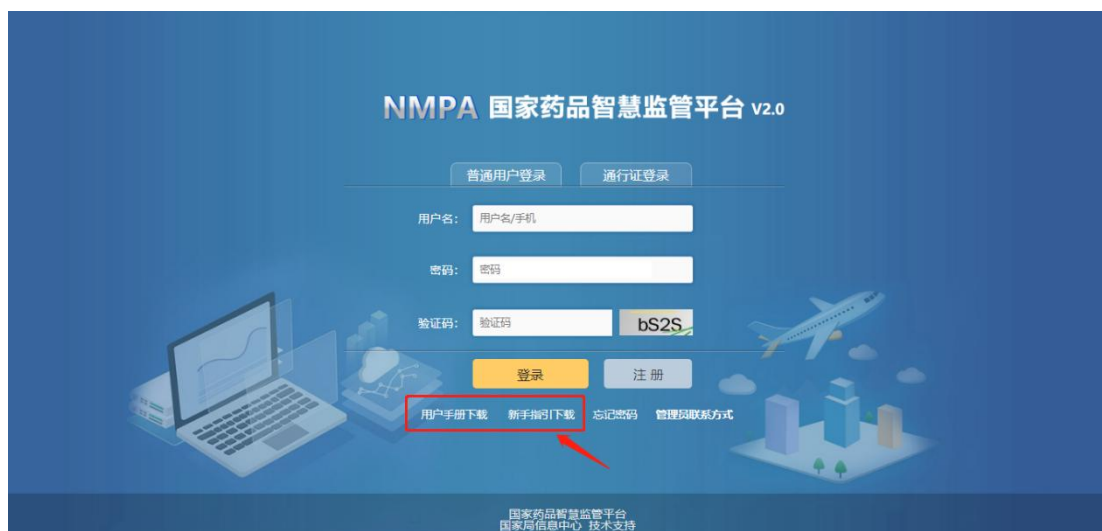 NMPA 国家药品智慧监管平台 V2.0
普通用户登录 通行证登录
用户名: 用户名/手机
密码: 密码
验证码: 验证码 bS2S
登录 注 册
用户手册下载 新手指引下载 忘记密码 管理员联系方式
国家药品智慧监管平台
国家局信息中心 技术支持